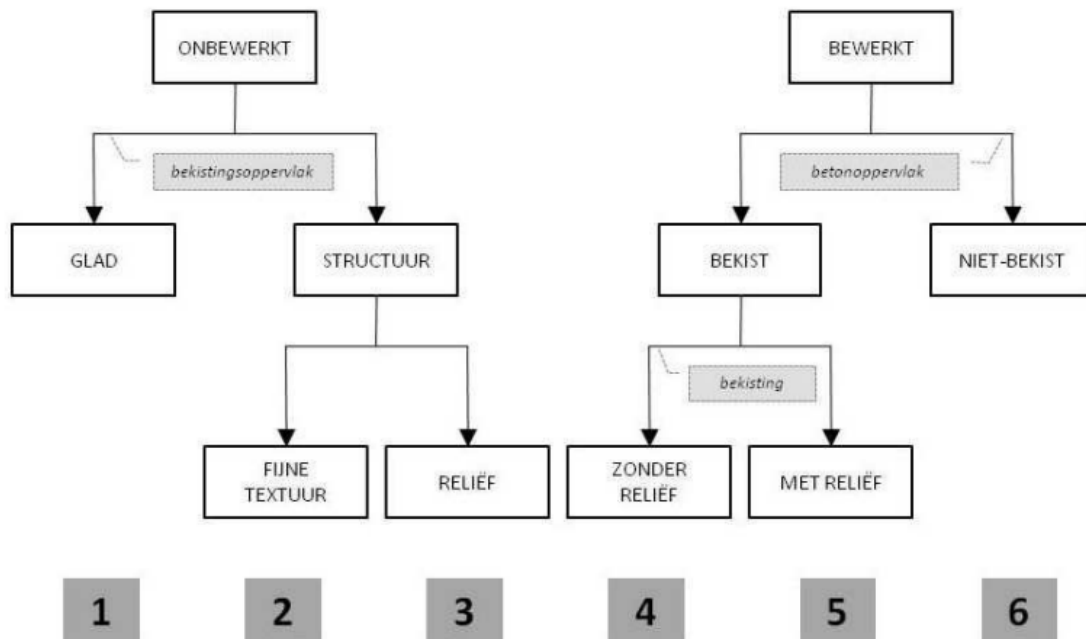 ONBEWERKT
BEWERKT
bekistingsoppervlak
betonoppervlak
GLAD
STRUCTUUR
BEKIST
NIET-BEKIST
bekisting
FIJNE
TEXTUUR
RELIËF
ZONDER
RELIËF
MET RELIËF
1
2
3
4
5
6